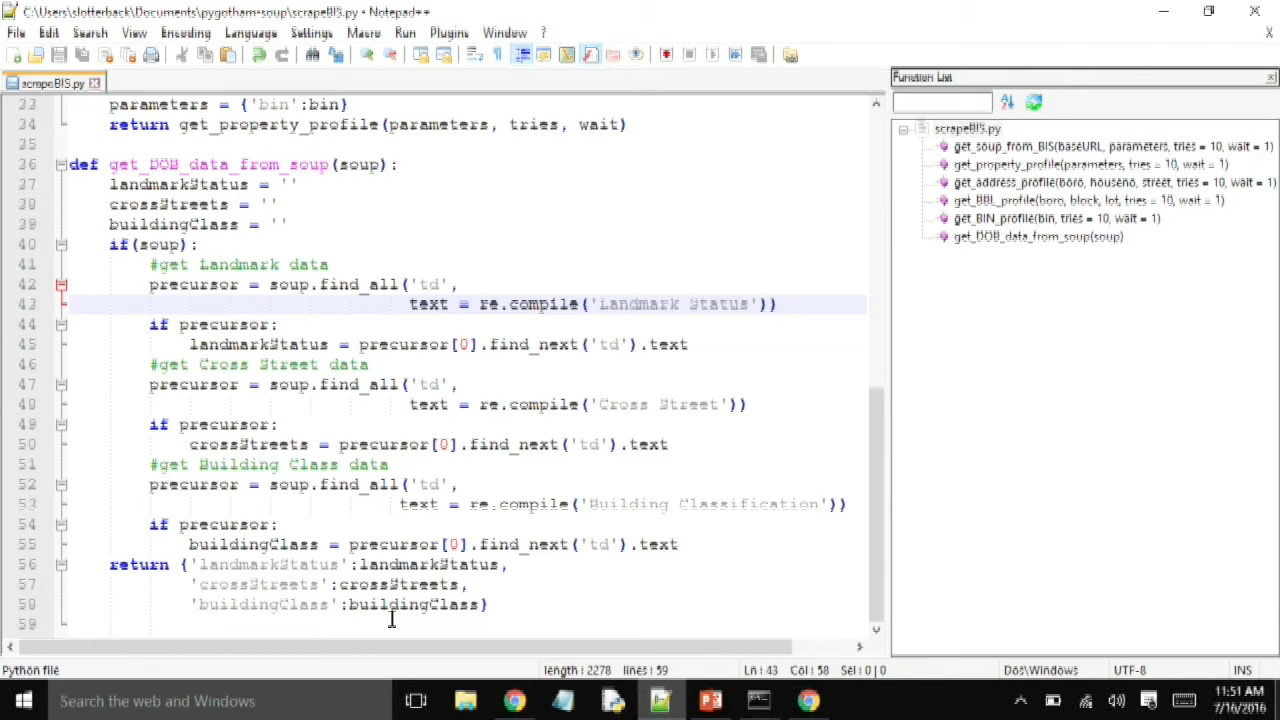 C:\Users\slotterback\Documents\pygotham-soup\scrapeBIS.py - Notepad++
File Edit Search View Encoding Language Settings Macro Run Plugins Window ? X
scrapeBIS.py
33 parameters = {'bin':bin}
34 return get_property_profile(parameters, tries, wait)
35
36 def get_DOB_data_from_soup(soup):
37 landmarkStatus = ''
38 crossStreets = ''
39 buildingClass = ''
40 if(soup):
41 #get Landmark data
42 precursor = soup.find_all('td',
43 text = re.compile('Landmark Status'))
44 if precursor:
45 landmarkStatus = precursor[0].find_next('td').text
46 #get Cross Street data
47 precursor = soup.find_all('td',
48 text = re.compile('Cross Street'))
49 if precursor:
50 crossStreets = precursor[0].find_next('td').text
51 #get Building Class data
52 precursor = soup.find_all('td',
53 text = re.compile('Building Classification'))
54 if precursor:
55 buildingClass = precursor[0].find_next('td').text
56 return {'landmarkStatus':landmarkStatus,
57 'crossStreets':crossStreets,
58 'buildingClass':buildingClass}
59
Function List
scrapeBIS.py
get_soup_from_BIS(baseURL, parameters, tries = 10, wait = 1)
get_property_profile(parameters, tries = 10, wait = 1)
get_address_profile(boro, houseno, street, tries = 10, wait = 1)
get_BBL_profile(boro, block, lot, tries = 10, wait = 1)
get_BIN_profile(bin, tries = 10, wait = 1)
get_DOB_data_from_soup(soup)
Python file length : 2278 lines : 59 Ln : 43 Col : 58 Sel : 0 | 0 Dos\Windows UTF-8 INS
Search the web and Windows
11:51 AM
7/16/2016